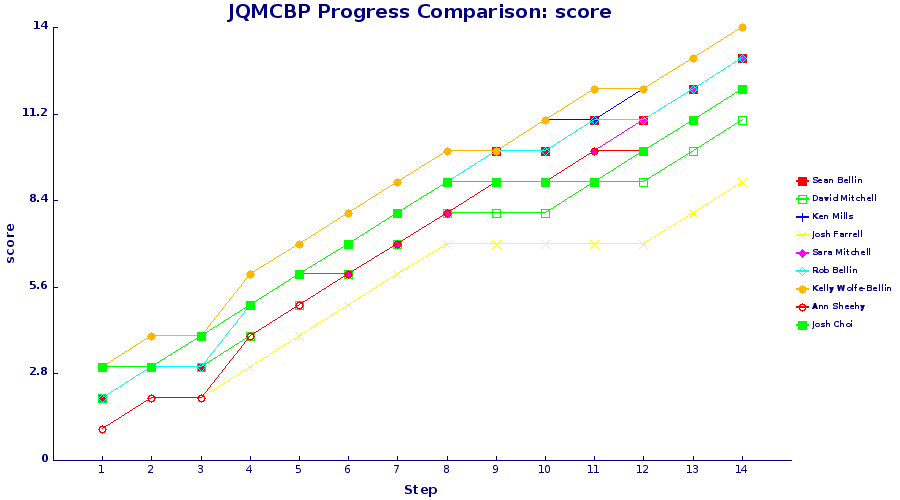 JQMCBP Progress Comparison: score
14
11.2
8.4
5.6
2.8
0
score
1 2 3 4 5 6 7 8 9 10 11 12 13 14
Step
Sean Bellin
David Mitchell
Ken Mills
Josh Farrell
Sara Mitchell
Rob Bellin
Kelly Wolfe-Bellin
Ann Sheehy
Josh Choi